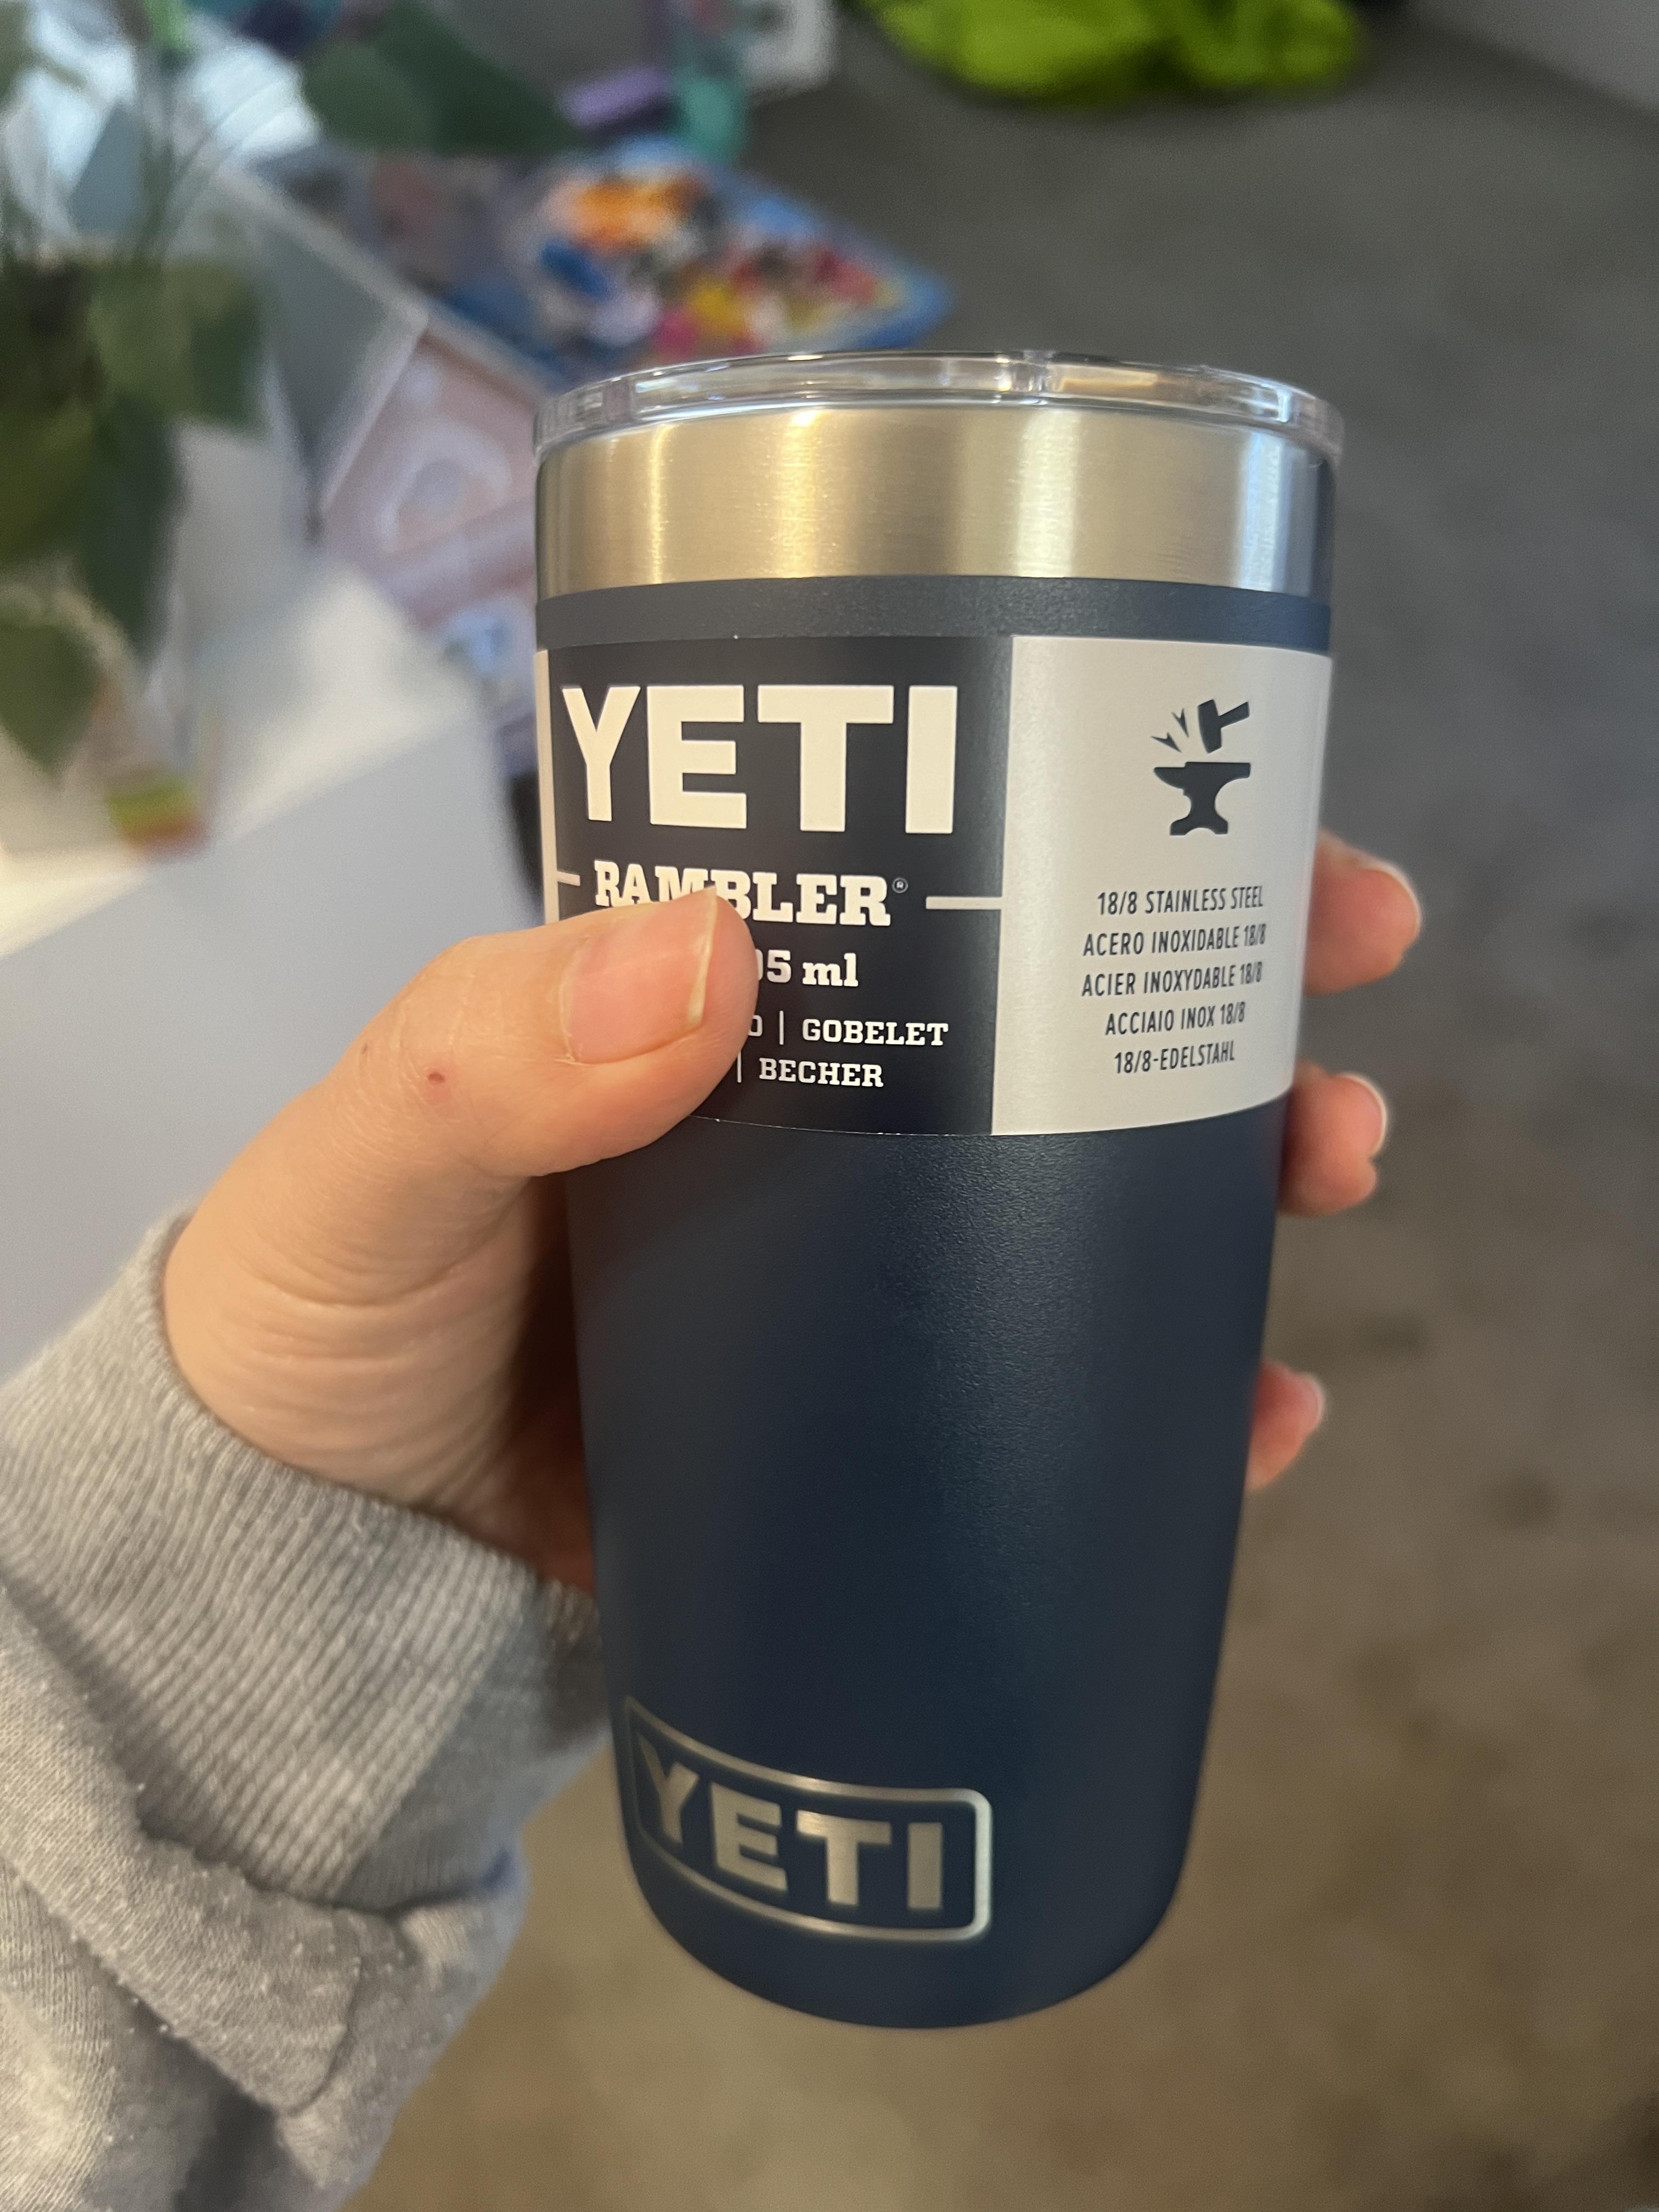 YETI
RAMBLER®
ml
GOBELET
BECHER
18/8 STAINLESS STEEL
ACERO INOXIDABLE 18/8
ACIER INOXYDABLE 18/8
ACCIAIO INOX 18/8
18/8-EDELSTAHL
YETI